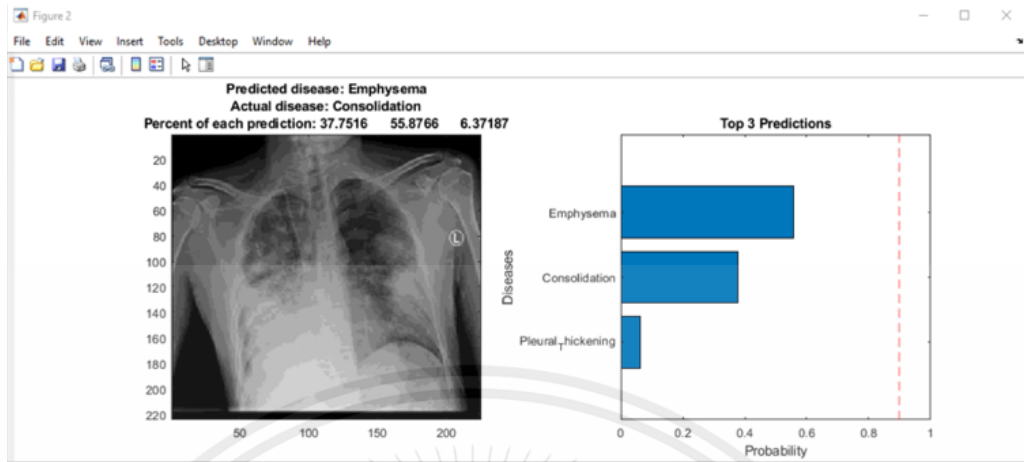 Figure 2
File Edit View Insert Tools Desktop Window Help
Predicted disease: Emphysema
Actual disease: Consolidation
Percent of each prediction: 37.7516 55.8766 6.37187
20
40
60
80
100
120
140
160
180
200
220
50 100 150 200
L
Top 3 Predictions
Diseases
Emphysema
Consolidation
Pleural_Thickening
0 0.2 0.4 0.6 0.8 1
Probability